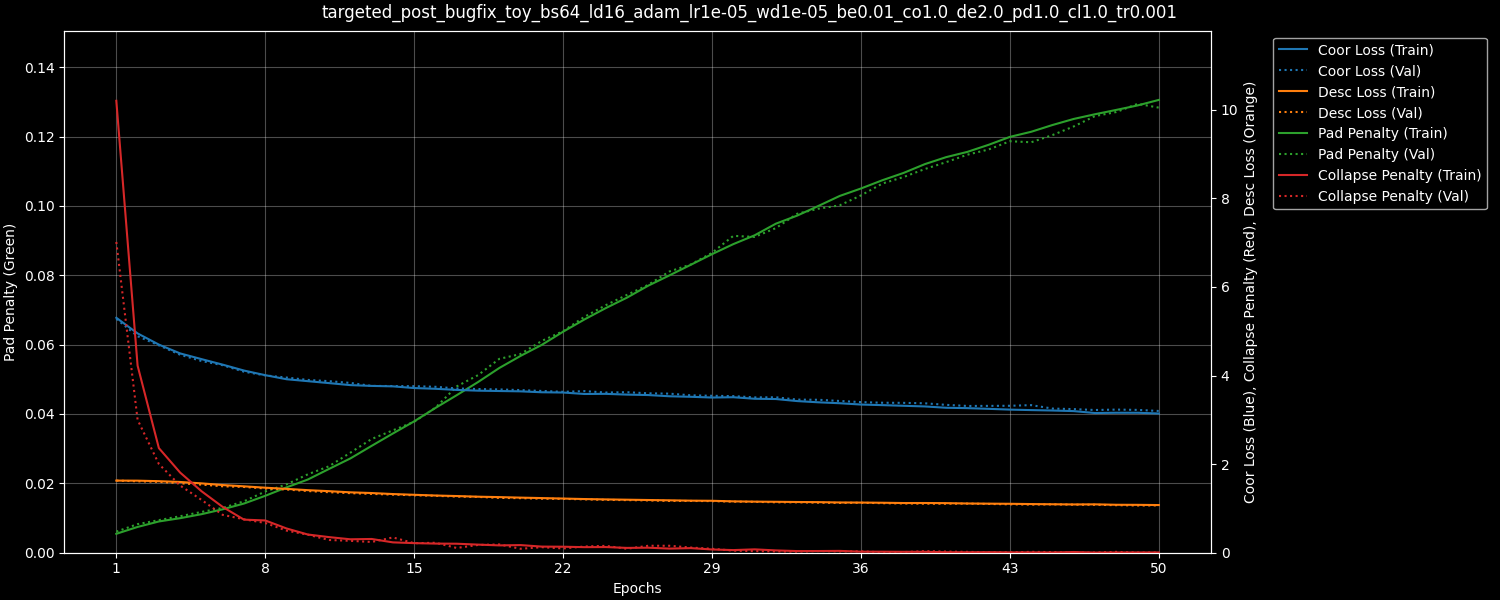 targeted_post_bugfix_toy_bs64_ld16_adam_lr1e-05_wd1e-05_be0.01_co1.0_de2.0_pd1.0_cl1.0_tr0.001
Pad Penalty (Green)
0.14
0.12
0.10
0.08
0.06
0.04
0.02
0.00
1
8
15
22
29
36
43
50
Epochs
10
8
6
4
2
0
Coor Loss (Blue), Collapse Penalty (Red), Desc Loss (Orange)
Coor Loss (Train)
Coor Loss (Val)
Desc Loss (Train)
Desc Loss (Val)
Pad Penalty (Train)
Pad Penalty (Val)
Collapse Penalty (Train)
Collapse Penalty (Val)